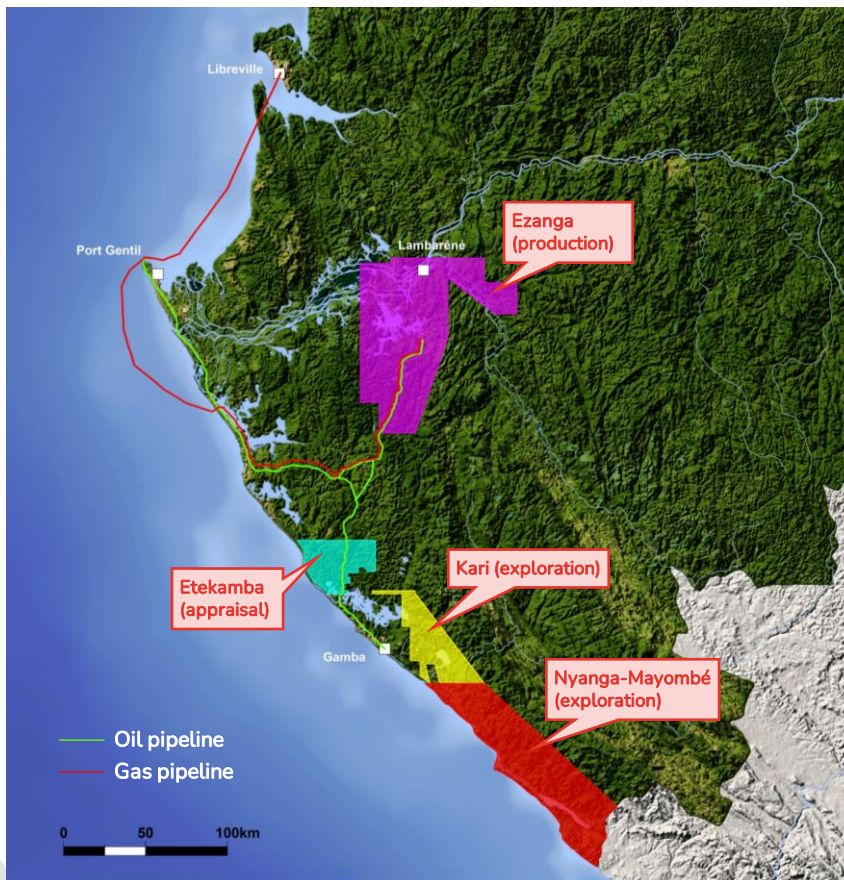 Libreville
Ezanga
(production)
Port Gentil
Lambaréné
Etekamba
(appraisal)
Kari (exploration)
Gamba
Nyanga-Mayombé
(exploration)
Oil pipeline
Gas pipeline
0 50 100km